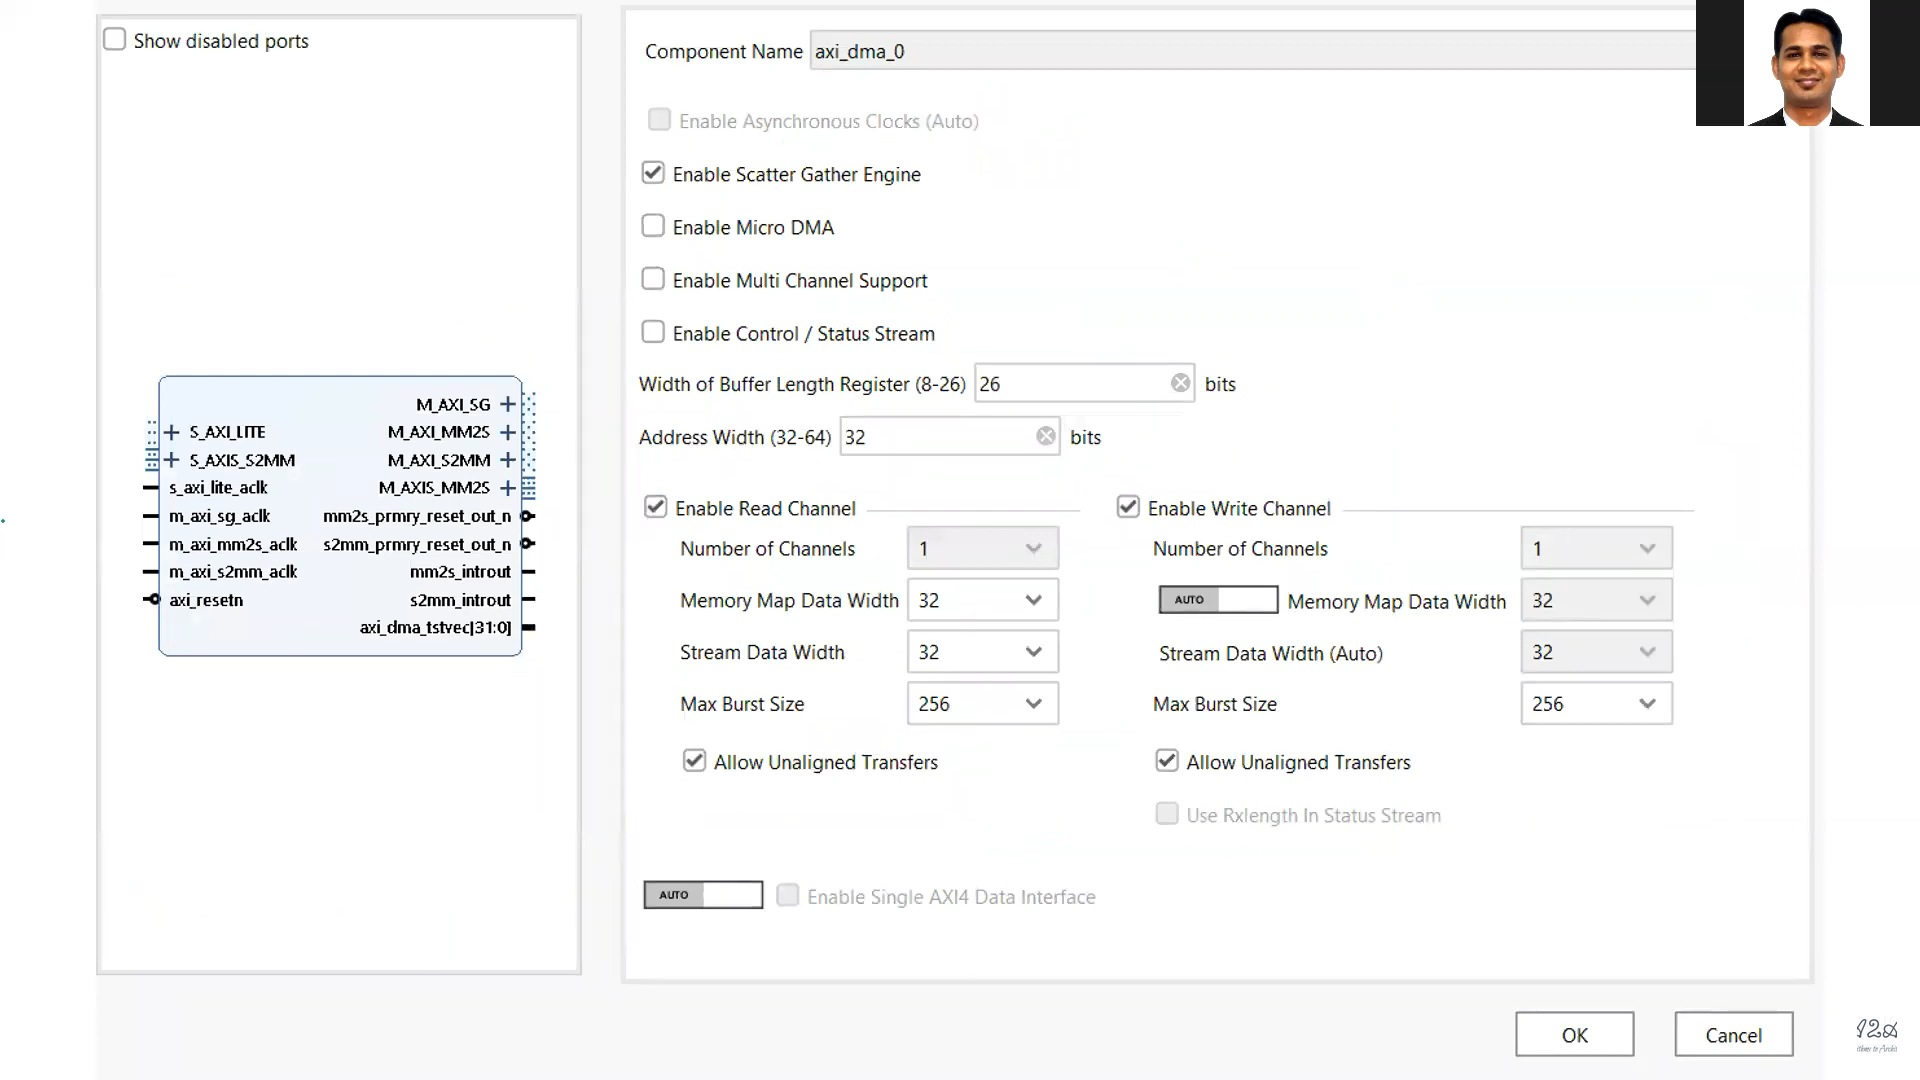 Show disabled ports
M_AXI_SG
S_AXI_LITE M_AXI_MM2S
S_AXIS_S2MM M_AXI_S2MM
s_axi_lite_aclk M_AXIS_MM2S
m_axi_sg_aclk mm2s_prmry_reset_out_n
m_axi_mm2s_aclk s2mm_prmry_reset_out_n
m_axi_s2mm_aclk mm2s_introut
axi_resetn s2mm_introut
axi_dma_tstvec[31:0]
Component Name axi_dma_0
Enable Asynchronous Clocks (Auto)
Enable Scatter Gather Engine
Enable Micro DMA
Enable Multi Channel Support
Enable Control / Status Stream
Width of Buffer Length Register (8-26) 26 bits
Address Width (32-64) 32 bits
Enable Read Channel
Number of Channels 1
Memory Map Data Width 32
Stream Data Width 32
Max Burst Size 256
Allow Unaligned Transfers
Enable Write Channel
Number of Channels 1
AUTO Memory Map Data Width 32
Stream Data Width (Auto) 32
Max Burst Size 256
Allow Unaligned Transfers
Use Rxlength In Status Stream
AUTO Enable Single AXI4 Data Interface
OK Cancel